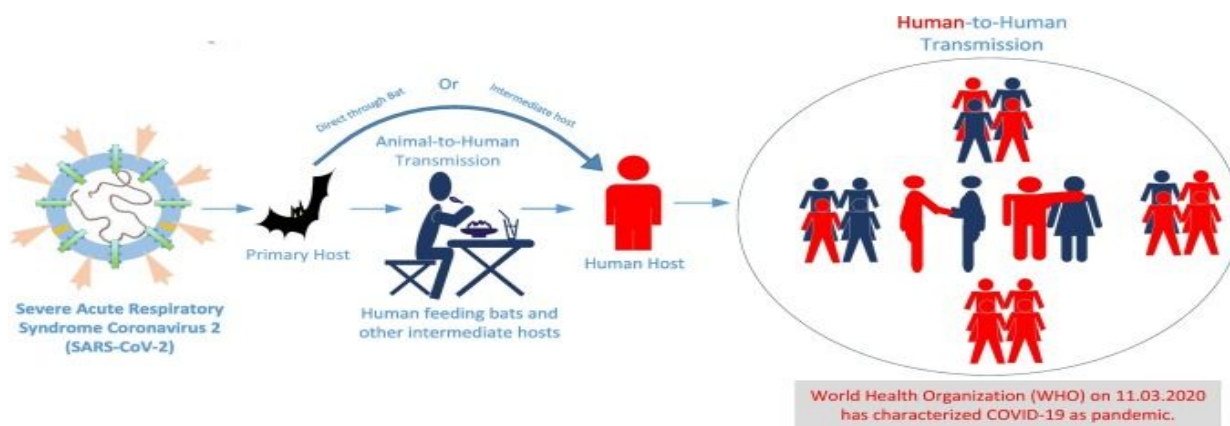 Human-to-Human
Transmission
Or
Direct through Bat
Intermediate host
Animal-to-Human
Transmission
Primary Host
Human Host
Severe Acute Respiratory
Syndrome Coronavirus 2
(SARS-CoV-2)
Human feeding bats and
other intermediate hosts
World Health Organization (WHO) on 11.03.2020
has characterized COVID-19 as pandemic.